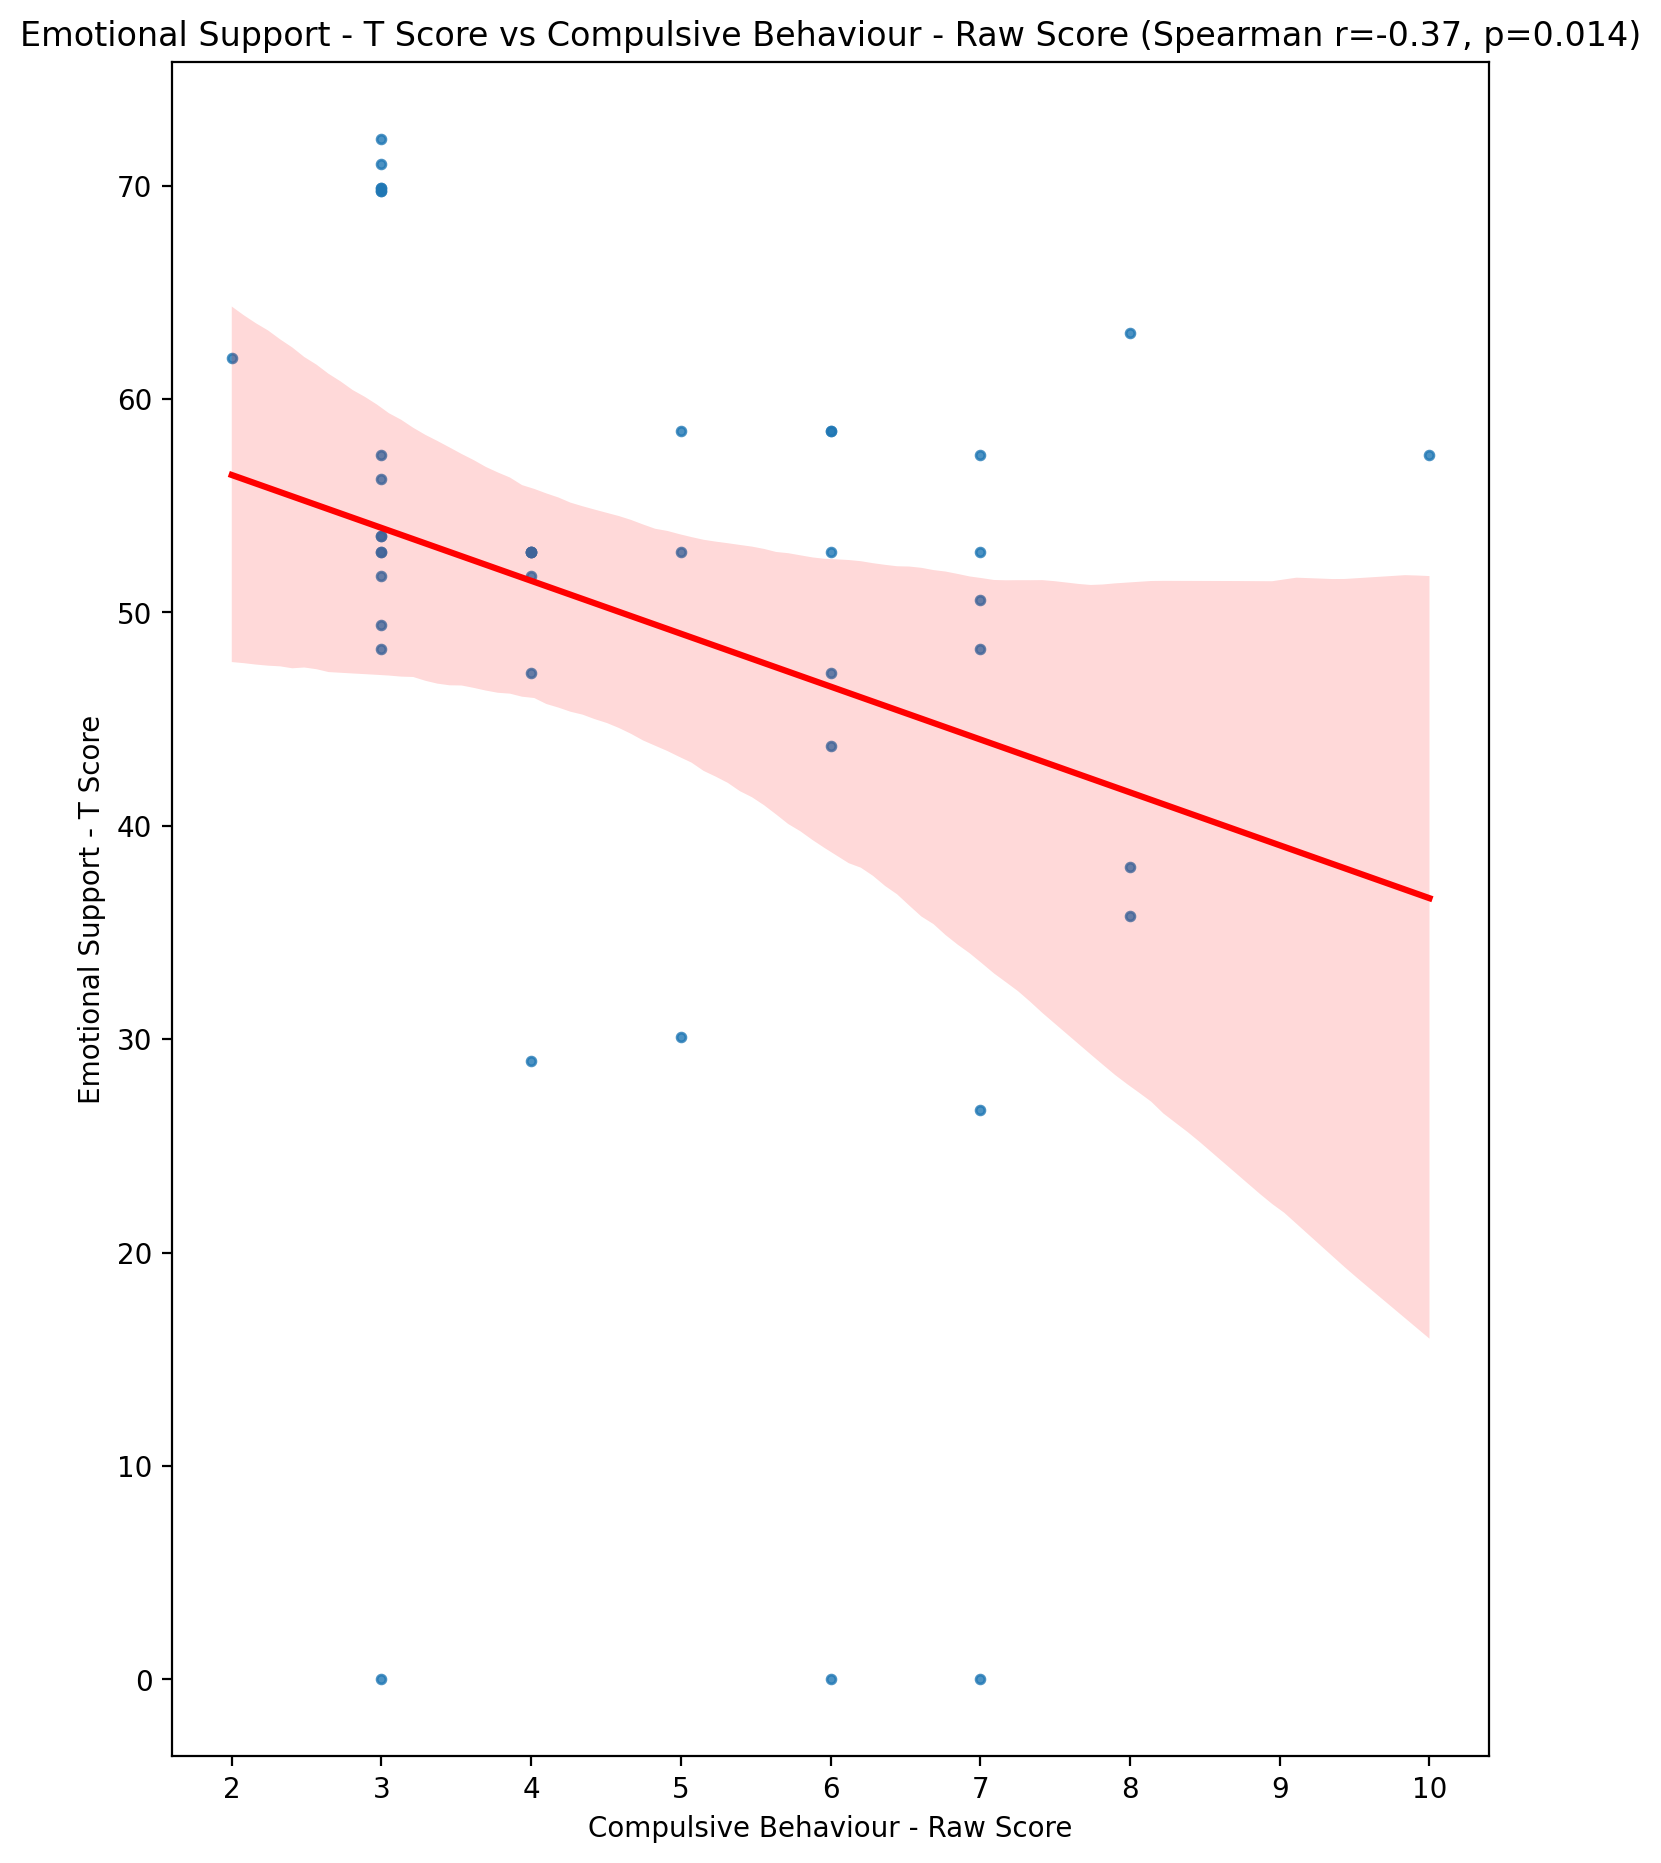 Emotional Support - T Score vs Compulsive Behaviour - Raw Score (Spearman r=-0.37, p=0.014)
70
60
50
40
30
20
10
0
Emotional Support - T Score
2 3 4 5 6 7 8 9 10
Compulsive Behaviour - Raw Score